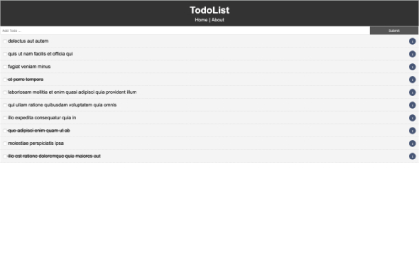 TodoList
Home | About
Add Todo ...
Submit
delectus aut autem
quis ut nam facilis et officia qui
fugiat veniam minus
et porro tempora
laboriosam mollitia et enim quasi adipisci quia provident illum
qui ullam ratione quibusdam voluptatem quia omnis
illo expedita consequatur quia in
quo adipisci enim quam ut ab
molestiae perspiciatis ipsa
illo est ratione doloremque quia maiores aut